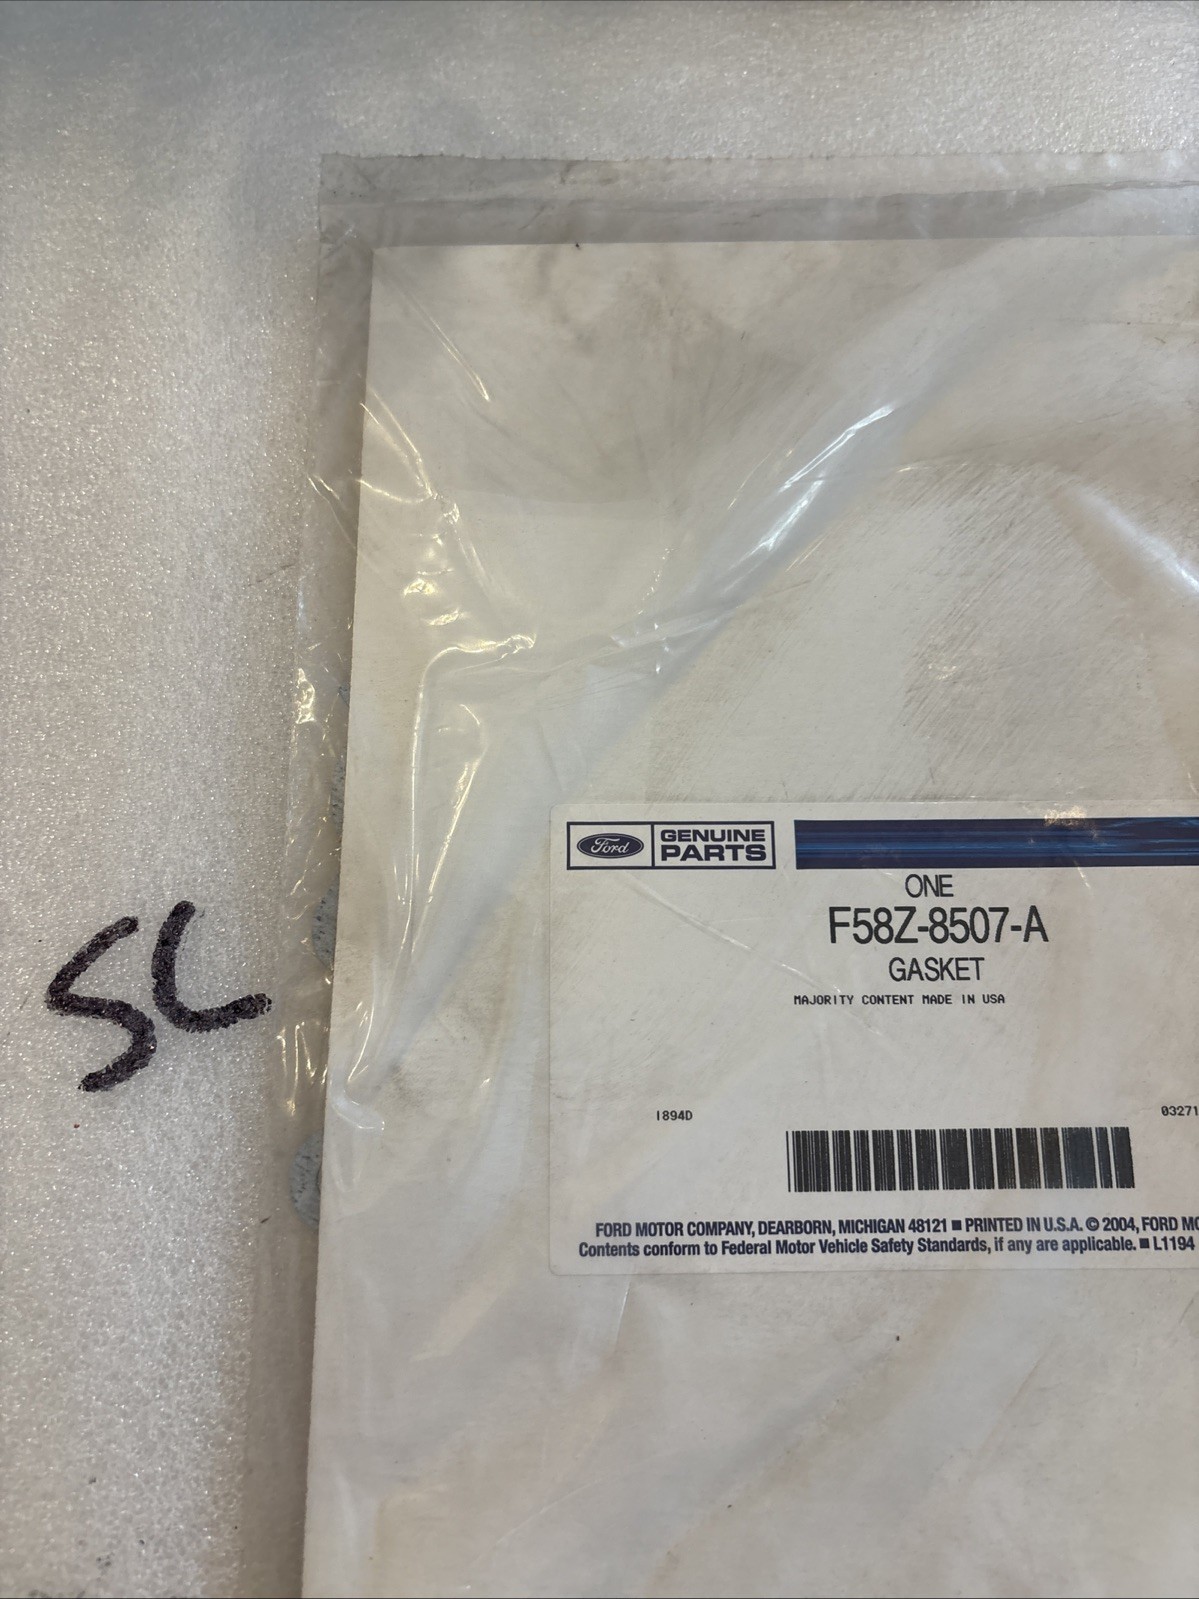 Ford GENUINE PARTS
ONE
F58Z-8507-A
GASKET
MAJORITY CONTENT MADE IN USA
SL
1894D 03271
FORD MOTOR COMPANY, DEARBORN, MICHIGAN 48121 ■ PRINTED IN U.S.A. © 2004, FORD MO
Contents conform to Federal Motor Vehicle Safety Standards, if any are applicable. ■ L1194